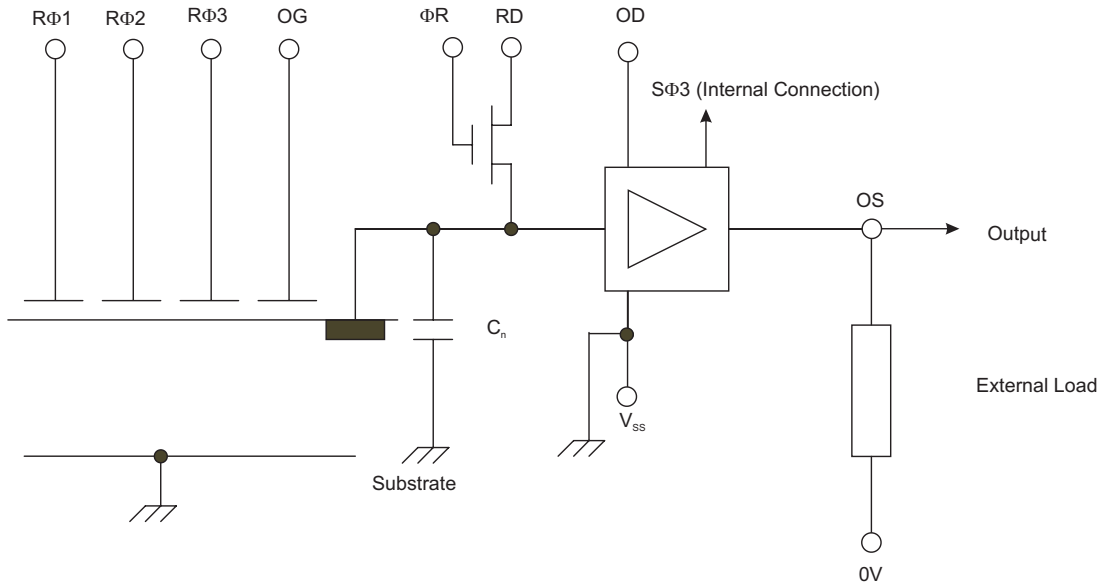 RΦ1 RΦ2 RΦ3 OG ΦR RD OD
SΦ3 (Internal Connection)
OS
Output
Cn
External Load
VSS
Substrate
0V